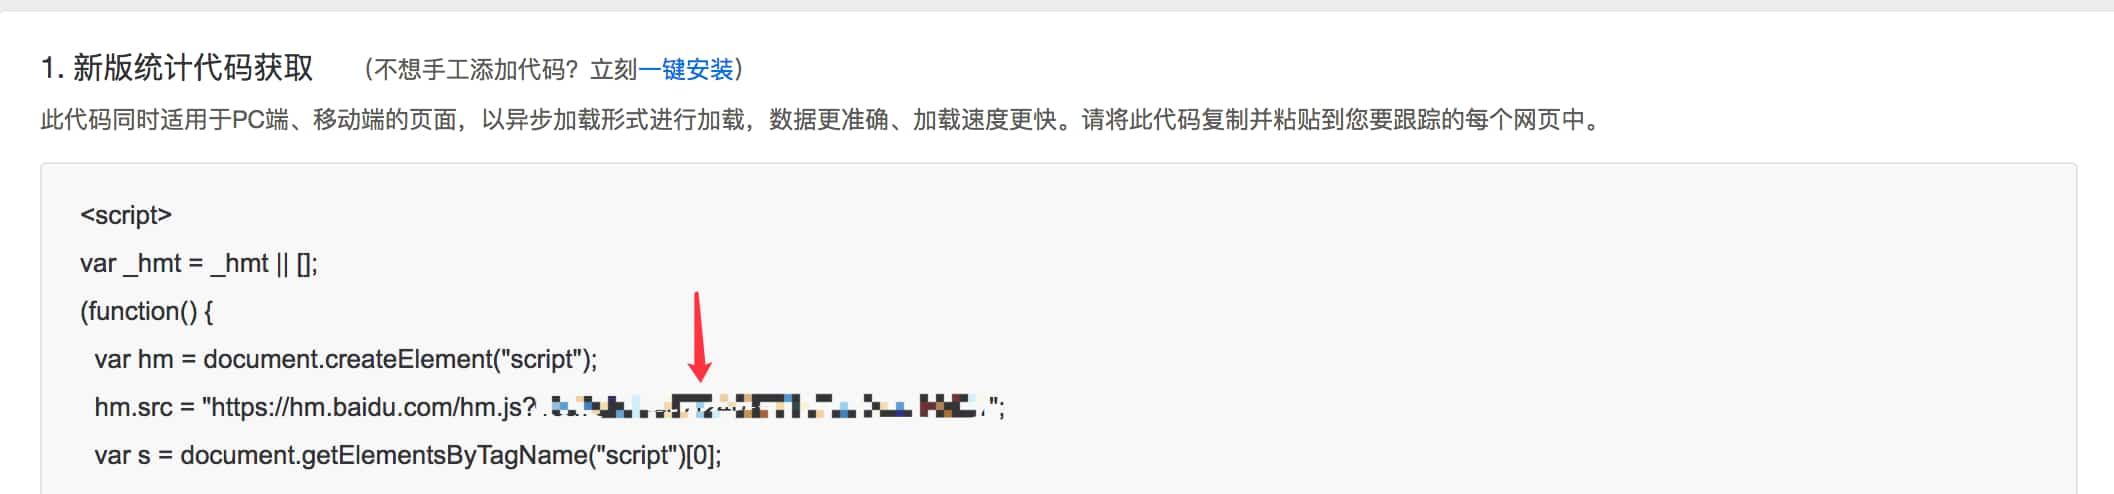 1. 新版统计代码获取 （不想手工添加代码？立刻一键安装）
此代码同时适用于PC端、移动端的页面，以异步加载形式进行加载，数据更准确、加载速度更快。请将此代码复制并粘贴到您要跟踪的每个网页中。
<script>
var _hmt = _hmt || [];
(function() {
var hm = document.createElement("script");
hm.src = "https://hm.baidu.com/hm.js? ";
var s = document.getElementsByTagName("script")[0];